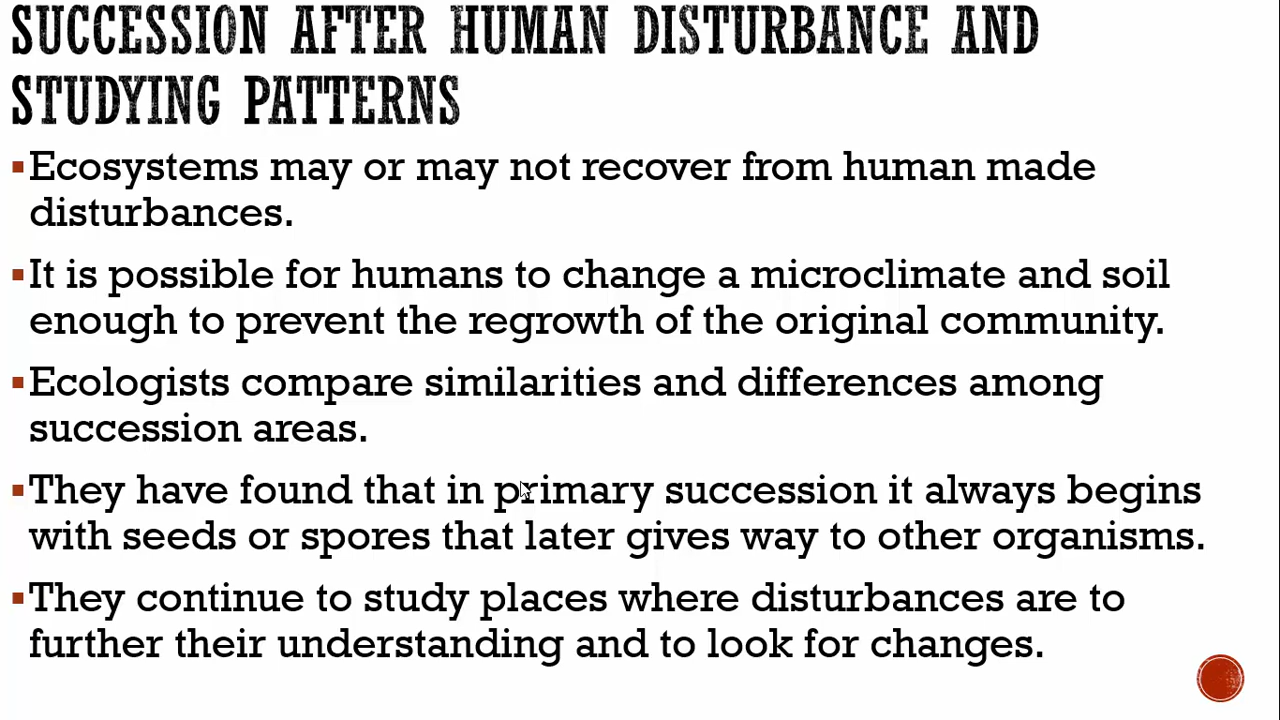 SUCCESSION AFTER HUMAN DISTURBANCE AND
STUDYING PATTERNS
▪Ecosystems may or may not recover from human made
disturbances.
▪It is possible for humans to change a microclimate and soil
enough to prevent the regrowth of the original community.
▪Ecologists compare similarities and differences among
succession areas.
▪They have found that in primary succession it always begins
with seeds or spores that later gives way to other organisms.
▪They continue to study places where disturbances are to
further their understanding and to look for changes.